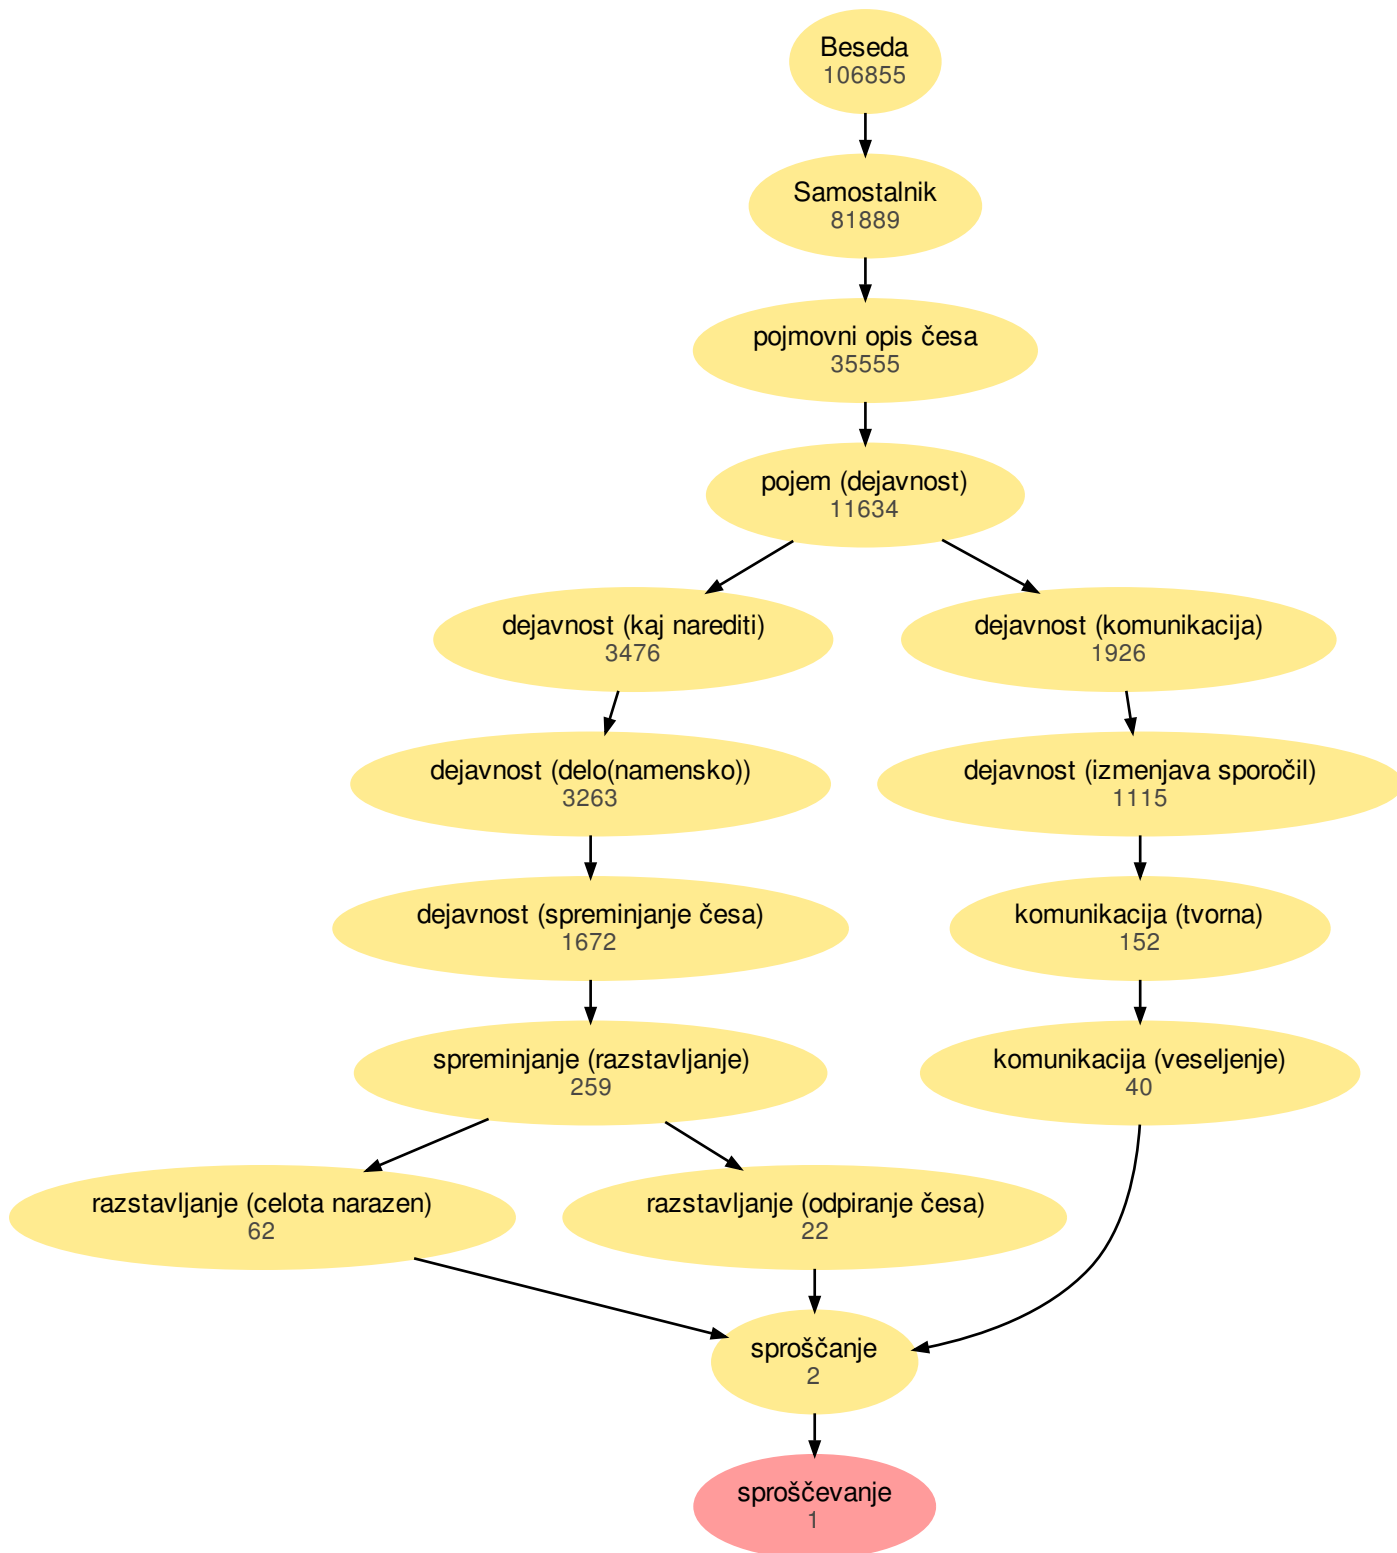 Beseda
106855
Samostalnik
81889
pojmovni opis česa
35555
pojem (dejavnost)
11634
dejavnost (kaj narediti)
3476
dejavnost (komunikacija)
1926
dejavnost (delo(namensko))
3263
dejavnost (izmenjava sporočil)
1115
dejavnost (spreminjanje česa)
1672
komunikacija (tvorna)
152
spreminjanje (razstavljanje)
259
komunikacija (veseljenje)
40
razstavljanje (celota narazen)
62
razstavljanje (odpiranje česa)
22
sproščanje
2
sproščevanje
1